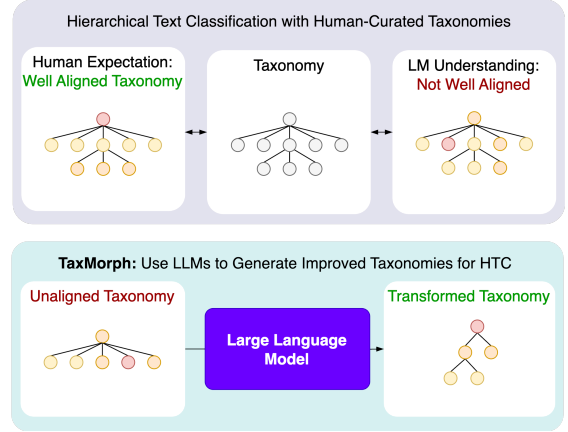 Hierarchical Text Classification with Human-Curated Taxonomies
Human Expectation:
Well Aligned Taxonomy
Taxonomy
LM Understanding:
Not Well Aligned
TaxMorph: Use LLMs to Generate Improved Taxonomies for HTC
Unaligned Taxonomy
Large Language
Model
Transformed Taxonomy